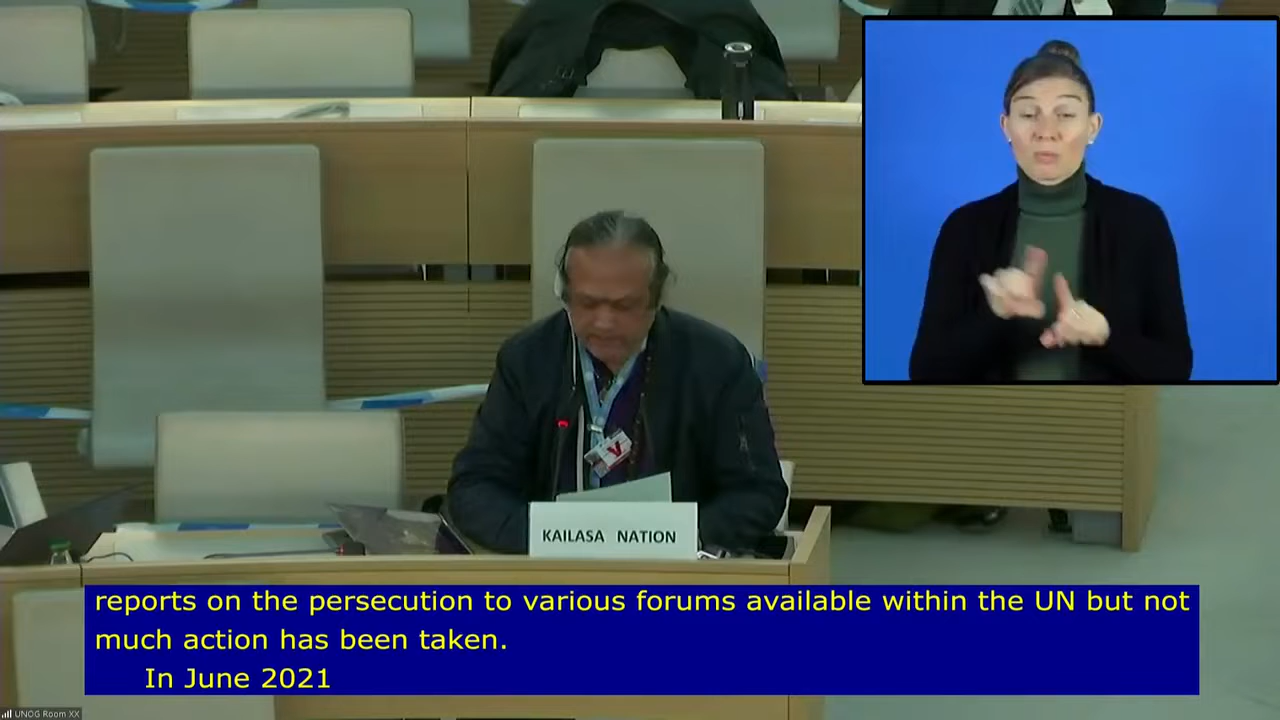 KAILASA NATION
reports on the persecution to various forums available within the UN but not
much action has been taken.
In June 2021
UNOG Room XX